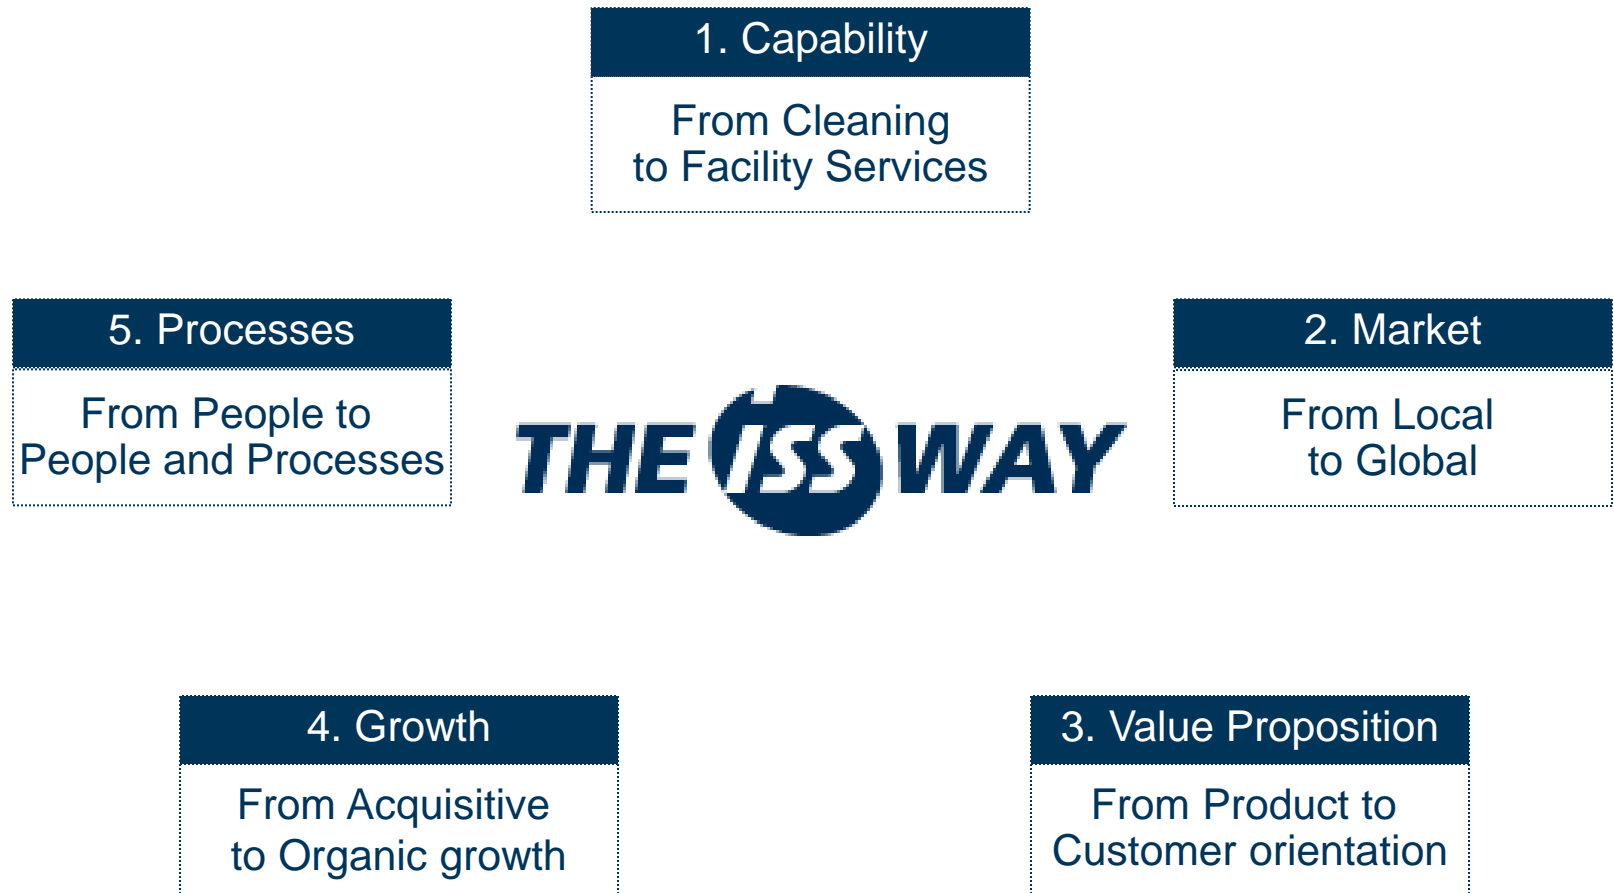 1. Capability
From Cleaning
to Facility Services
5. Processes
From People to
People and Processes
THE ISS WAY
2. Market
From Local
to Global
4. Growth
From Acquisitive
to Organic growth
3. Value Proposition
From Product to
Customer orientation